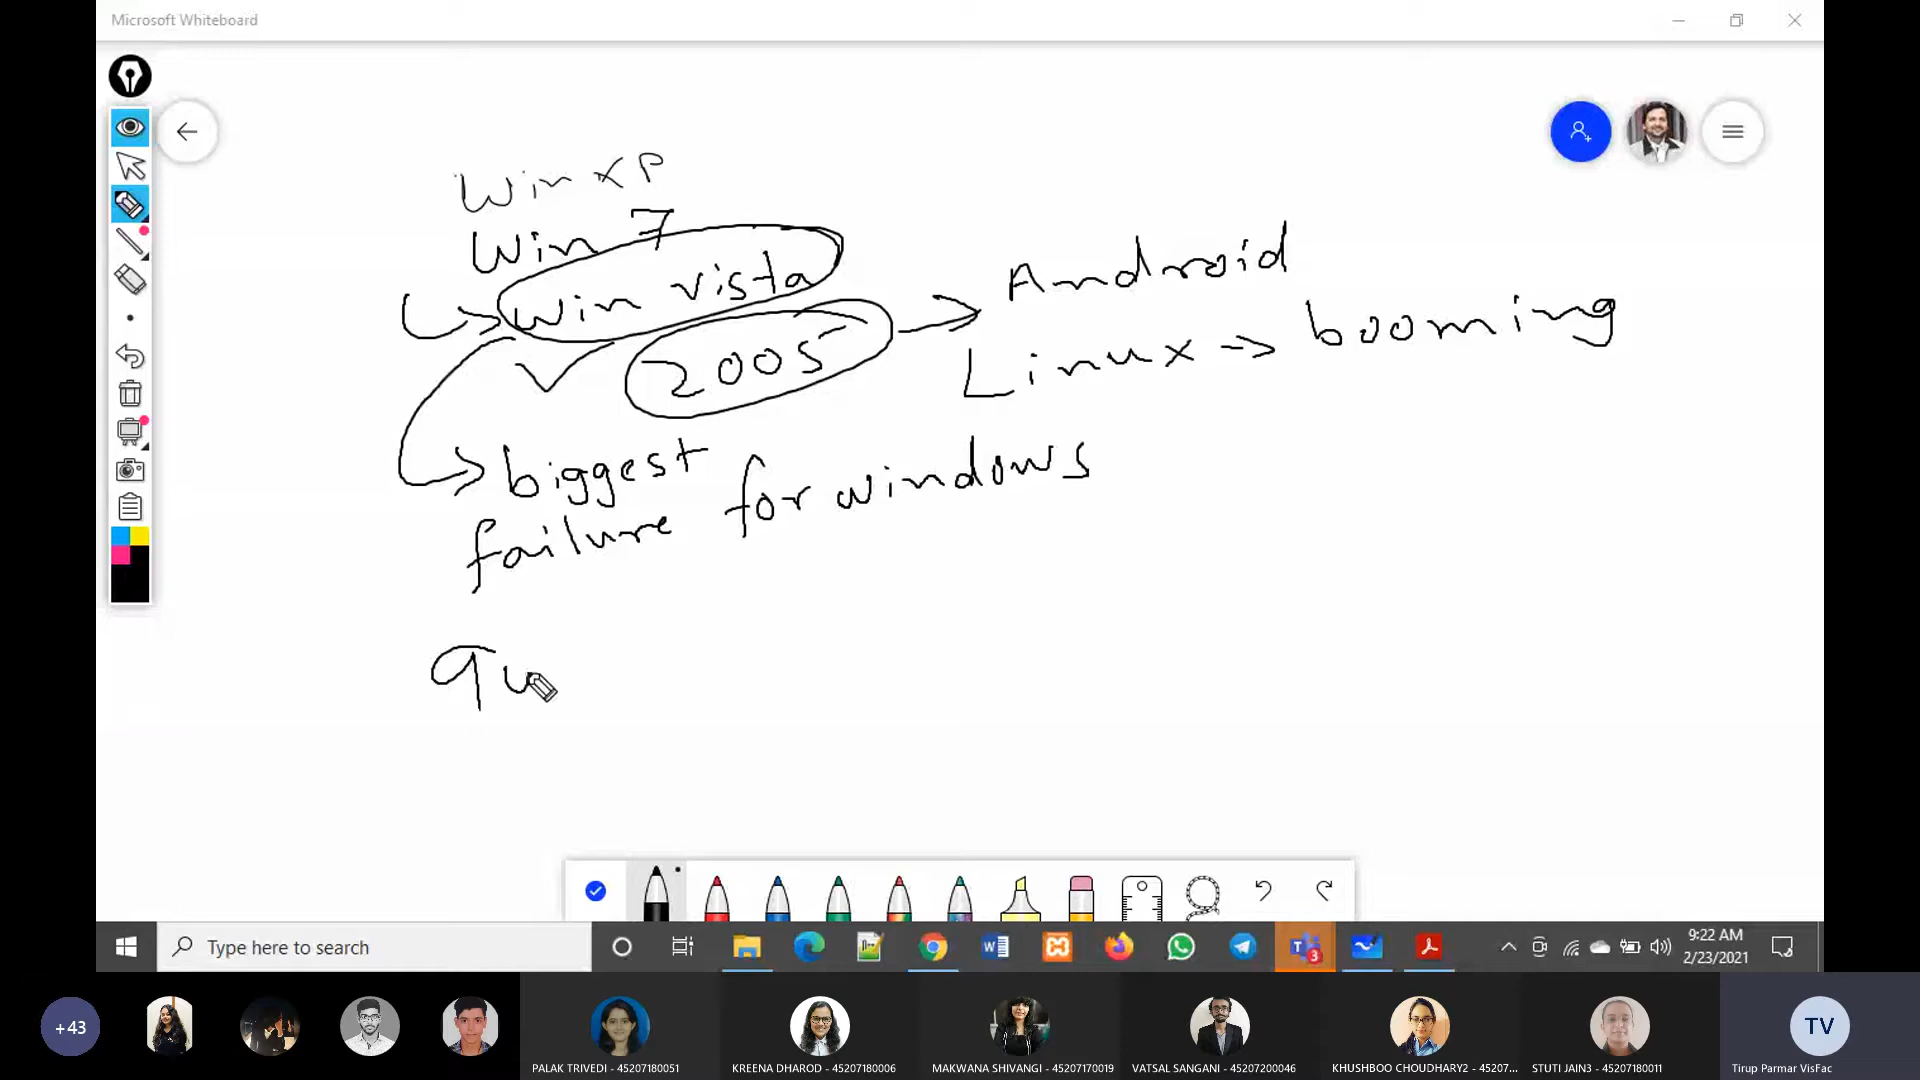 Microsoft Whiteboard
Win XP
Win 7
Win vista
Android
2005
Linux → booming
biggest
failure for windows
qu
Type here to search
3
9:22 AM
2/23/2021
+43
PALAK TRIVEDI - 45207180051
KREENA DHAROD - 45207180006
MAKWANA SHIVANGI - 45207170019
VATSAL SANGANI - 45207200046
KHUSHBOO CHOUDHARY2 - 45207...
STUTI JAIN3 - 45207180011
TV
Tirup Parmar VisFac